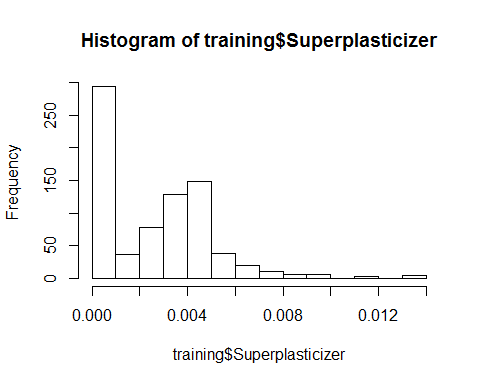 Histogram of training$Superplasticizer
Frequency
250
150
50
0
0.000 0.004 0.008 0.012
training$Superplasticizer